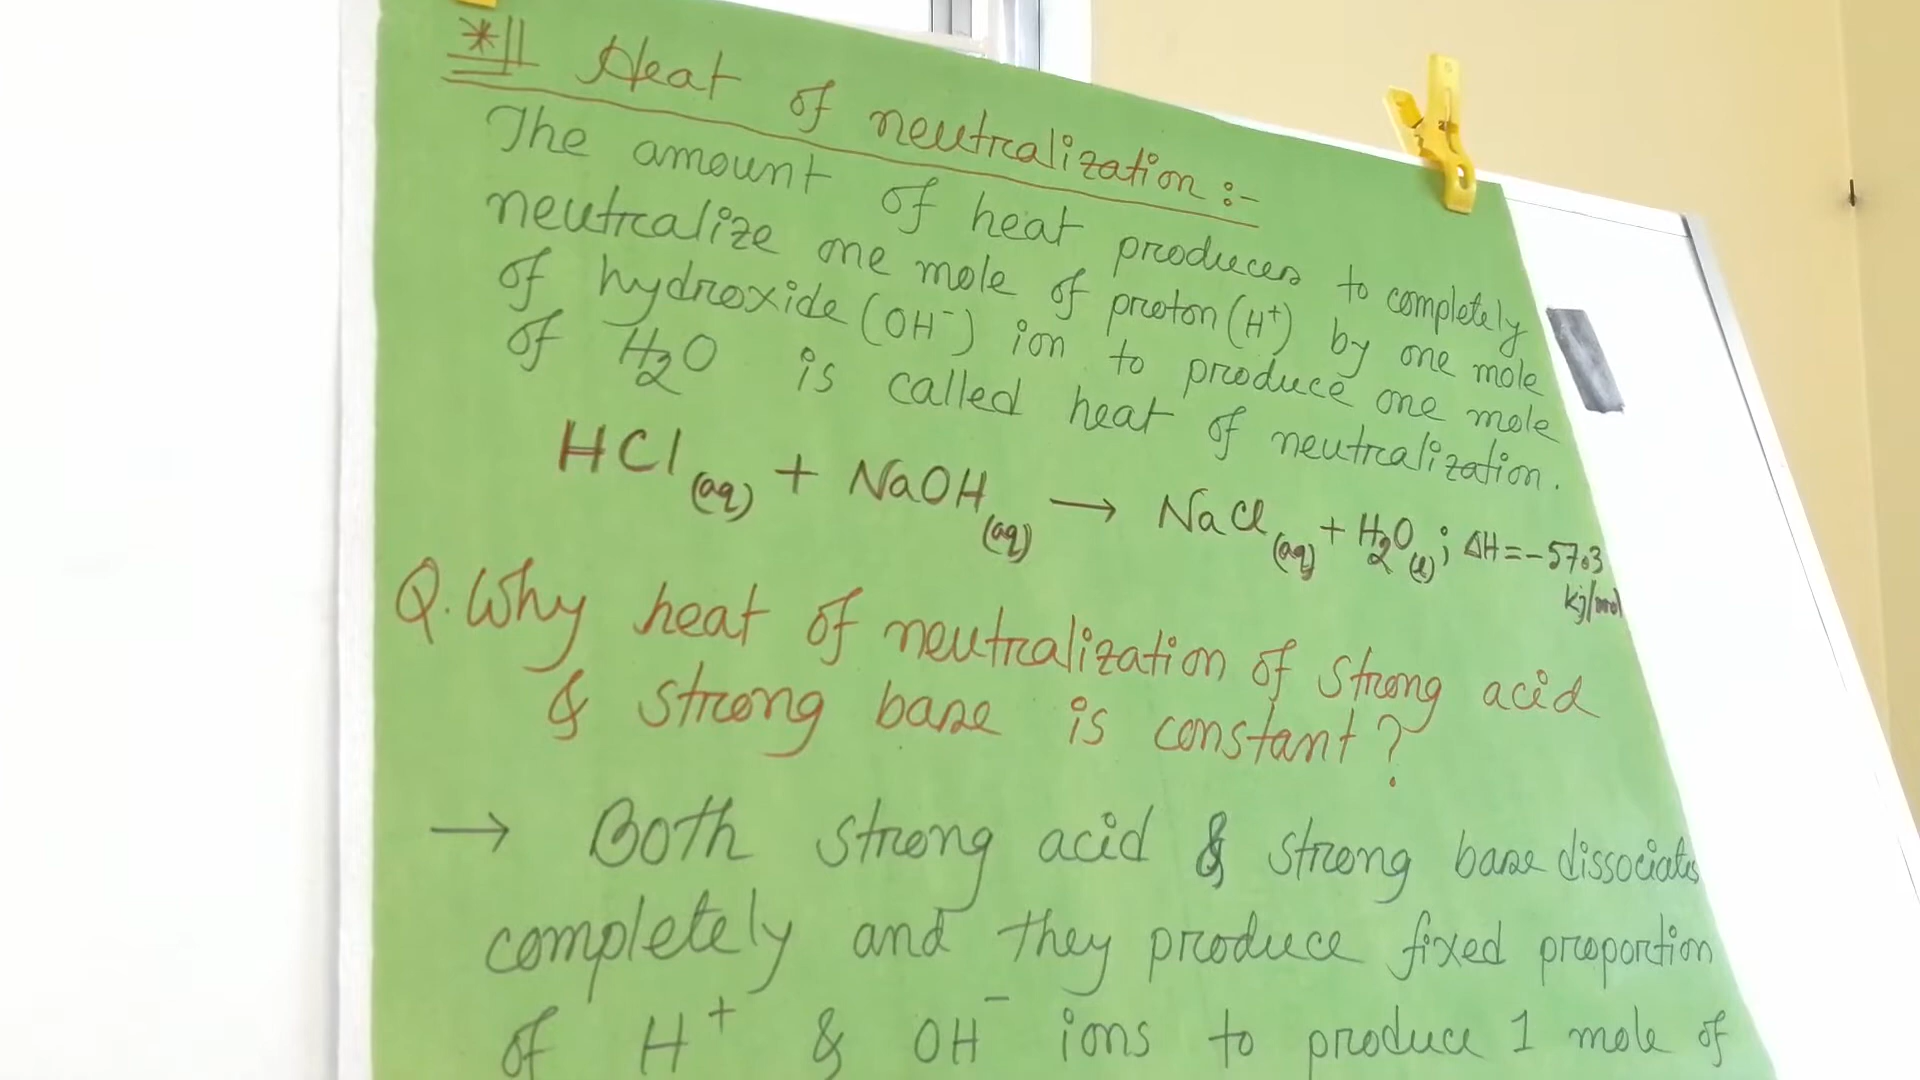 *|| Heat of neutralization :-
The amount of heat produces to completely
neutralize one mole of proton (H⁺) by one mole
of hydroxide (OH⁻) ion to produce one mole
of H₂O is called heat of neutralization.
HCl(aq) + NaOH(aq) → NaCl(aq) + H₂O(l) ; ΔH = -57.3
kj/mol
Q. Why heat of neutralization of strong acid
& strong base is constant ?
→ Both strong acid & strong base dissociates
completely and they produce fixed proportion
of H⁺ & OH⁻ ions to produce 1 mole of